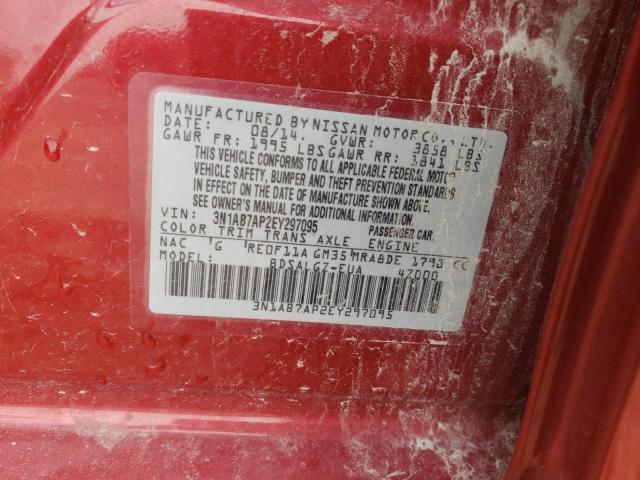 MANUFACTURED BY NISSAN MOTOR CO., LTD.
DATE: 08/14 GVWR: 3858 LBS
GAWR FR: 1995 LBS GAWR RR: 1841 LBS
THIS VEHICLE CONFORMS TO ALL APPLICABLE FEDERAL MOTOR
VEHICLE SAFETY, BUMPER AND THEFT PREVENTION STANDARDS
IN EFFECT ON THE DATE OF MANUFACTURE SHOWN ABOVE.
SEE OWNER'S MANUAL FOR ADDITIONAL INFORMATION.
VIN: 3N1AB7AP2EY297095 PASSENGER CAR
COLOR TRIM TRANS AXLE ENGINE
NAC G RE0F11A GM35 MRA8DE 1798 CC
MODEL: BDSALG7-EUA 4Z000
3N1AB7AP2EY297095